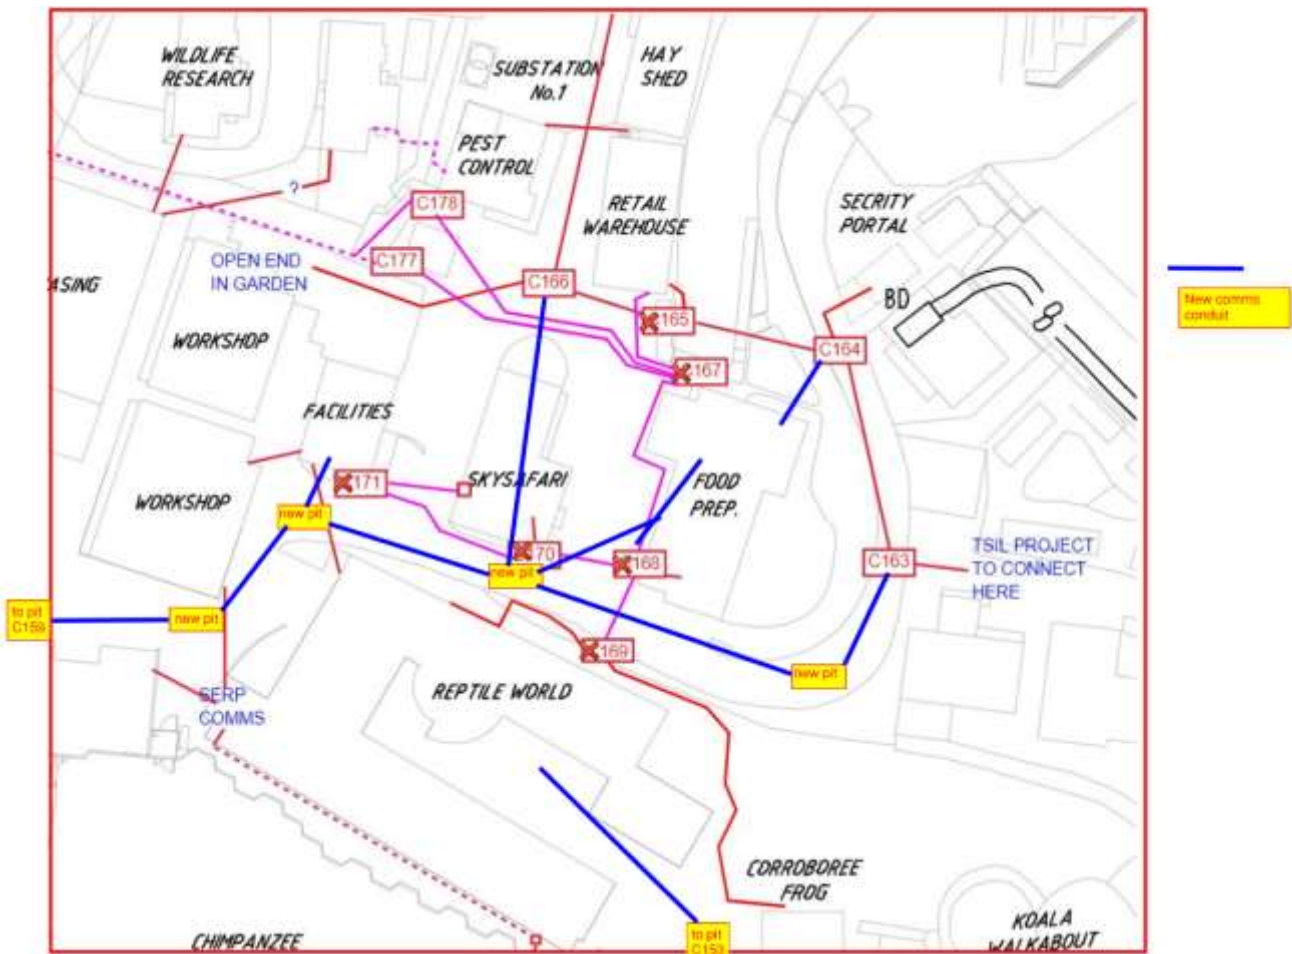 WILDLIFE
RESEARCH
SUBSTATION
No.1
HAY
SHED
PEST
CONTROL
?
C178
RETAIL
WAREHOUSE
SECRITY
PORTAL
OPEN END
IN GARDEN
C177
C166
ASING
BD
8
New comms
conduit
165
C164
WORKSHOP
167
FACILITIES
171
SKYSAFARI
FOOD
PREP.
WORKSHOP
new pit
70
168
C163
TSIL PROJECT
TO CONNECT
HERE
new pit
to pit
C159
new pit
169
new pit
SERP
COMMS
REPTILE WORLD
CORROBOREE
FROG
to pit
C153
KOALA
WALKABOUT
CHIMPANZEE